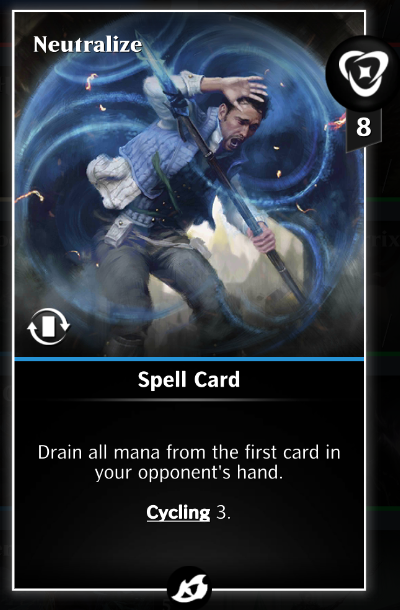 Neutralize
8
Spell Card
Drain all mana from the first card in
your opponent's hand.
Cycling 3.